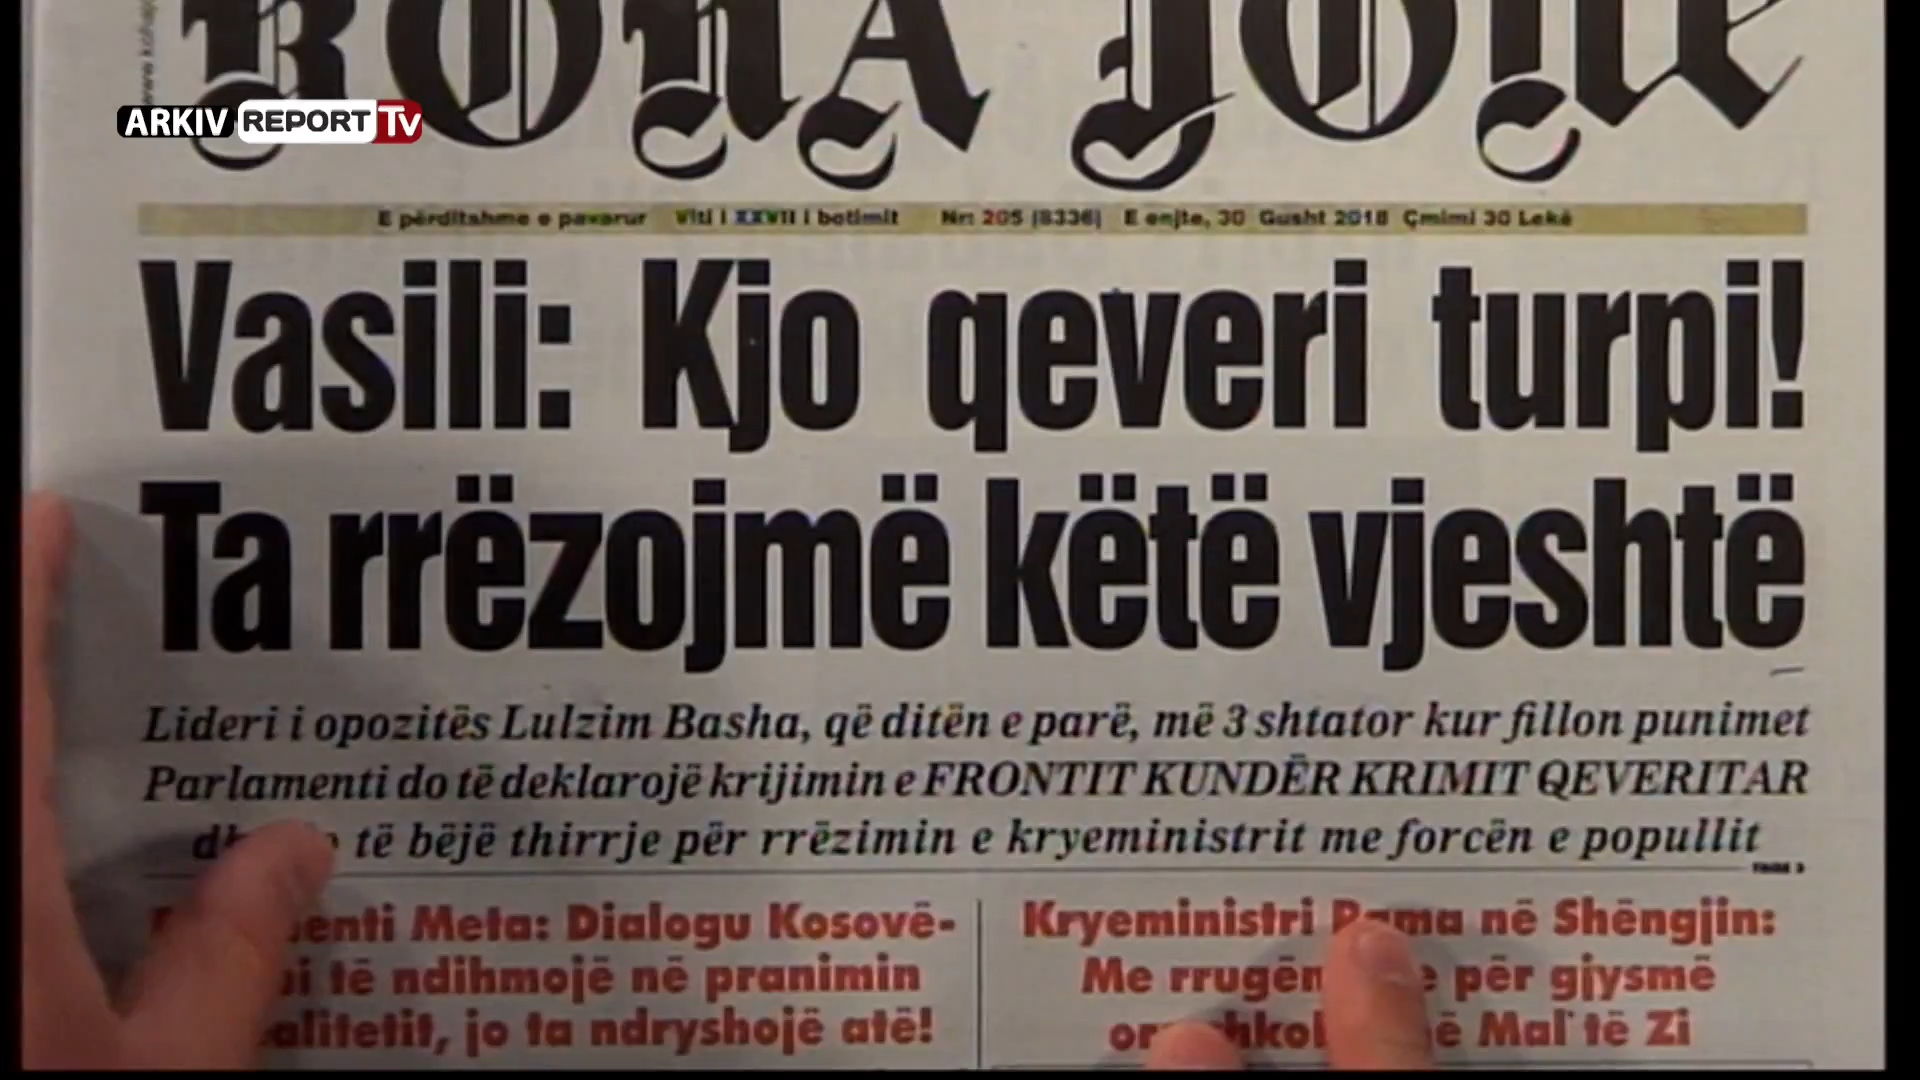 KOHA JONË
ARKIV REPORT Tv
E përditshme e pavarur Viti i XXVII i botimit Nr: 205 (8336) E enjte, 30 Gusht 2018 Çmimi 30 Lekë
Vasili: Kjo qeveri turpi!
Ta rrëzojmë këtë vjeshtë
Lideri i opozitës Lulzim Basha, që ditën e parë, më 3 shtator kur fillon punimet
Parlamenti do të deklarojë krijimin e FRONTIT KUNDËR KRIMIT QEVERITAR
të bëjë thirrje për rrëzimin e kryeministrit me forcën e popullit
Meta: Dialogu Kosovë-
të ndihmojë në pranimin
jo ta ndryshojë atë!
Kryeministri Rama në Shëngjin:
Me për gjysmë
Mal të Zi